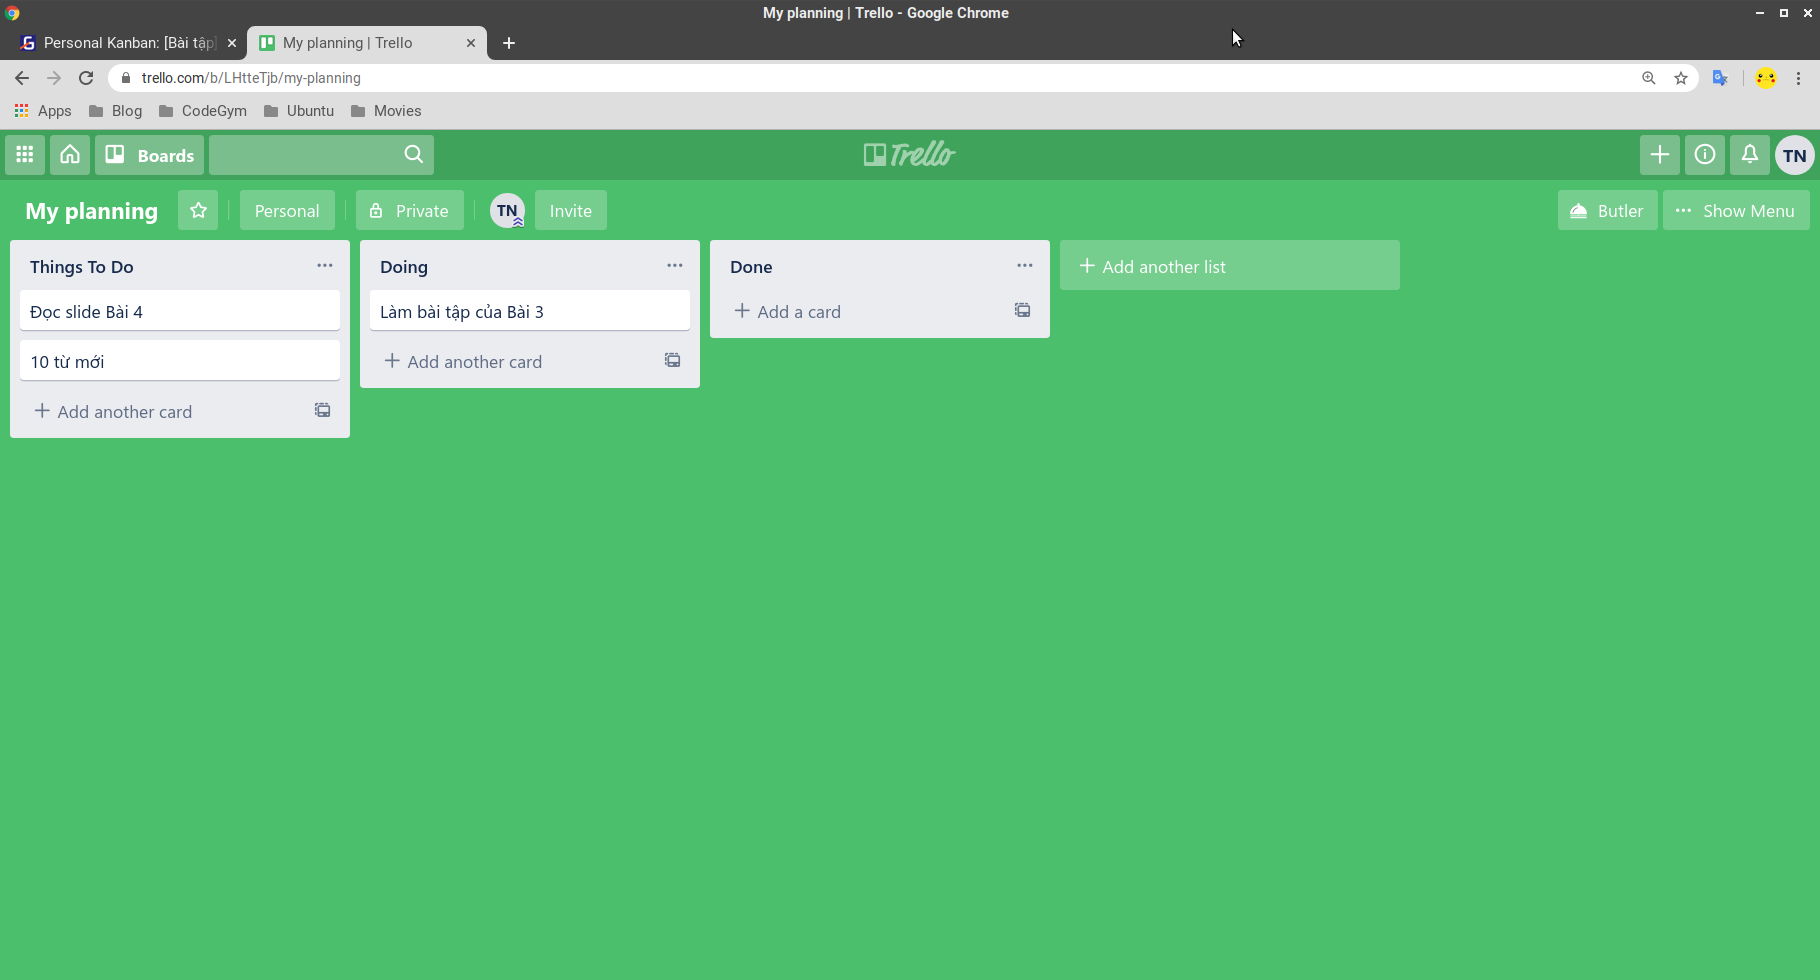 My planning | Trello - Google Chrome
Personal Kanban: [Bài tập]
My planning | Trello
trello.com/b/LHtteTjb/my-planning
Apps Blog CodeGym Ubuntu Movies
Boards Trello TN
My planning Personal Private TN Invite Butler Show Menu
Things To Do
Đọc slide Bài 4
10 từ mới
+ Add another card
Doing
Làm bài tập của Bài 3
+ Add another card
Done
+ Add a card
+ Add another list